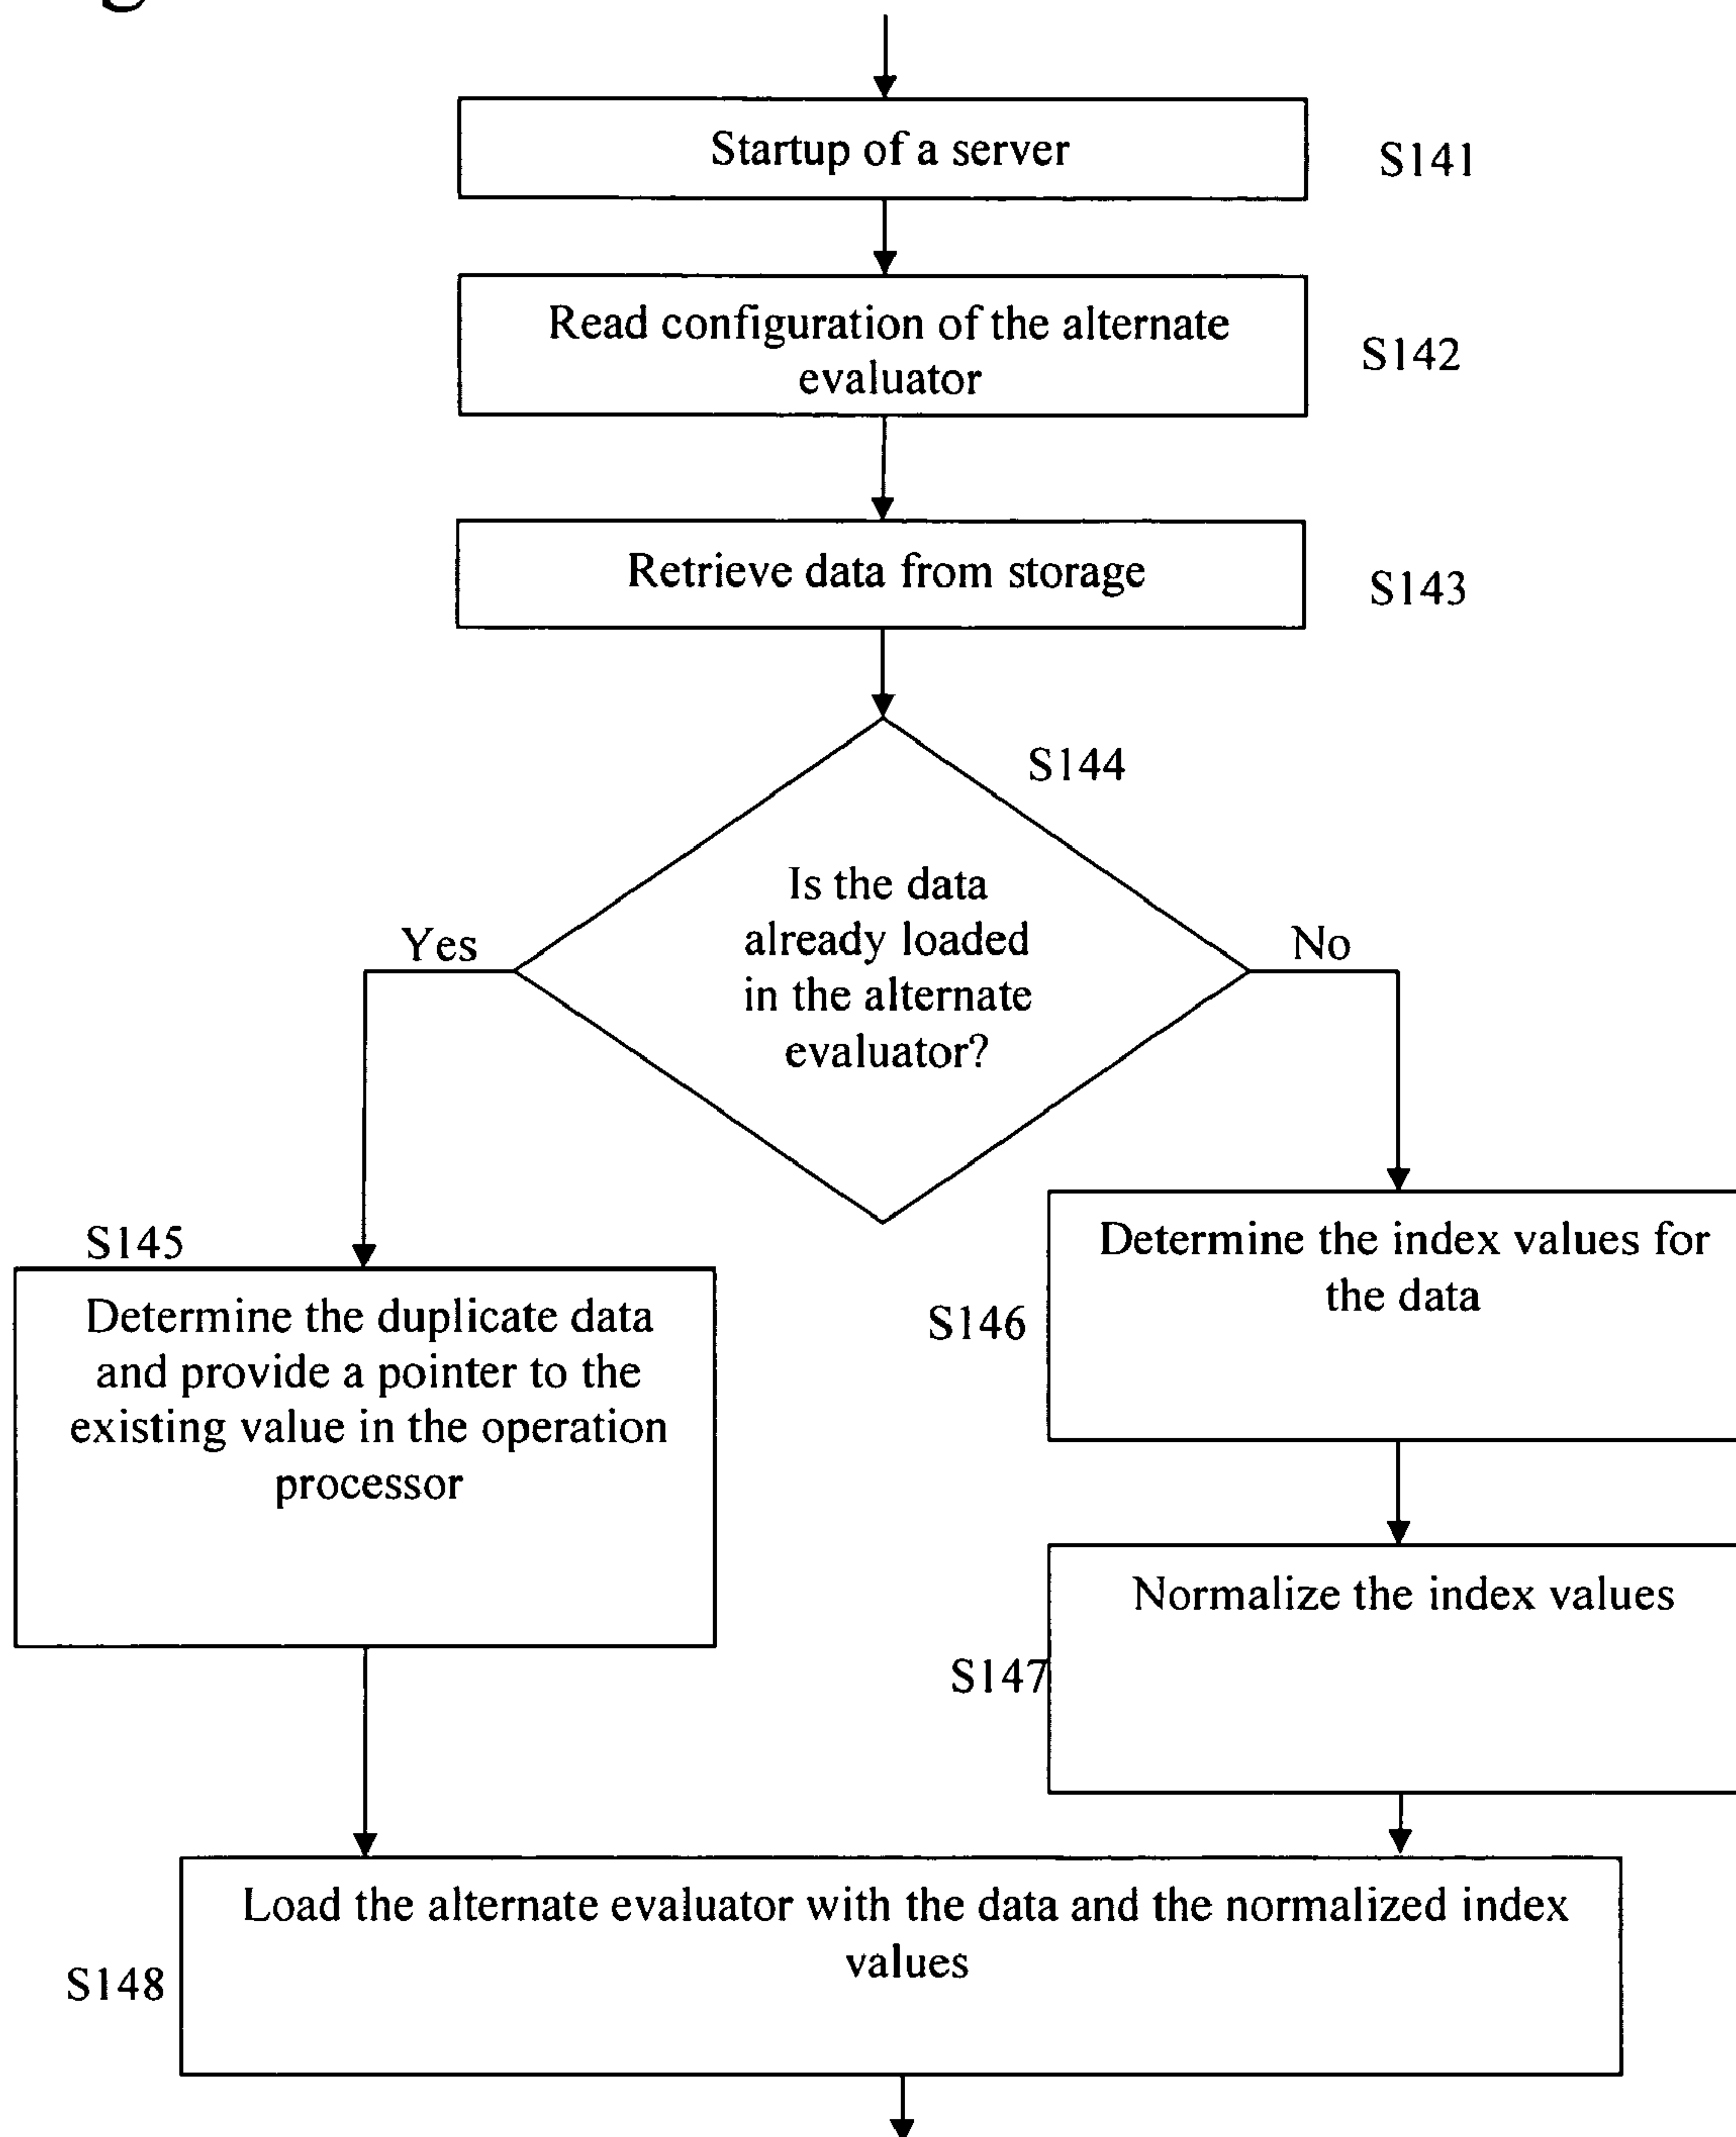 Startup of a server
S141
Read configuration of the alternate
evaluator
S142
Retrieve data from storage
S143
S144
Is the data
already loaded
in the alternate
evaluator?
Yes
No
S145
Determine the duplicate data
and provide a pointer to the
existing value in the operation
processor
Determine the index values for
the data
S146
Normalize the index values
S147
Load the alternate evaluator with the data and the normalized index
values
S148